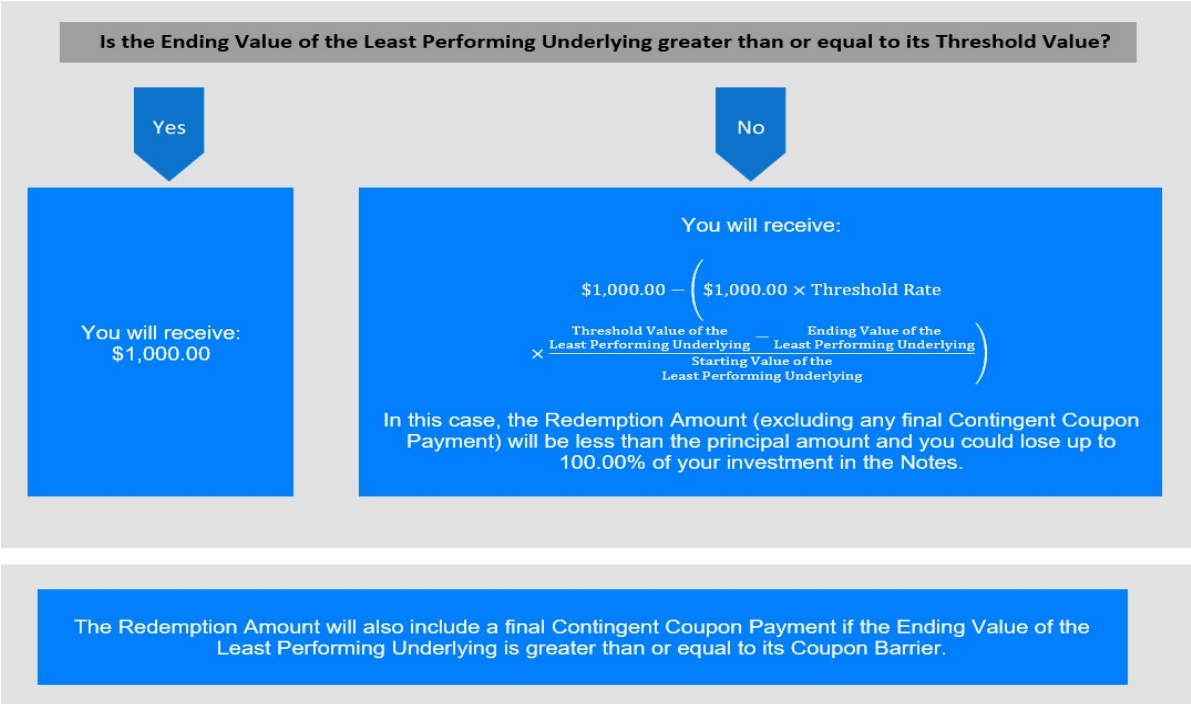 Is the Ending Value of the Least Performing Underlying greater than or equal to its Threshold Value?
Yes
No
You will receive:
$1,000.00
You will receive:
$1,000.00 − ( $1,000.00 × Threshold Rate
× Threshold Value of the Least Performing Underlying − Ending Value of the Least Performing Underlying
Starting Value of the
Least Performing Underlying )
In this case, the Redemption Amount (excluding any final Contingent Coupon
Payment) will be less than the principal amount and you could lose up to
100.00% of your investment in the Notes.
The Redemption Amount will also include a final Contingent Coupon Payment if the Ending Value of the
Least Performing Underlying is greater than or equal to its Coupon Barrier.